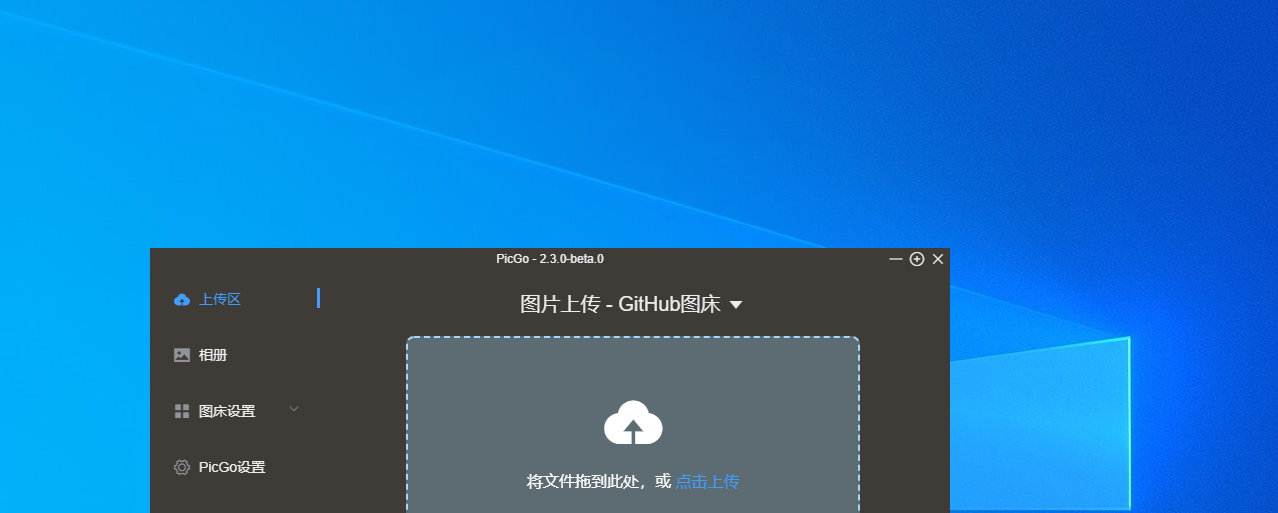 PicGo - 2.3.0-beta.0
上传区
图片上传 - GitHub图床
相册
图床设置
PicGo设置
将文件拖到此处，或 点击上传